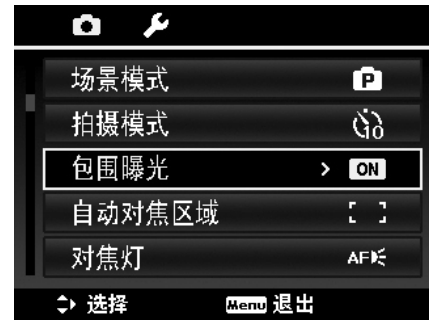 场景模式 P
拍摄模式 10
包围曝光 > ON
自动对焦区域 [ ]
对焦灯 AF
选择 Menu 退出